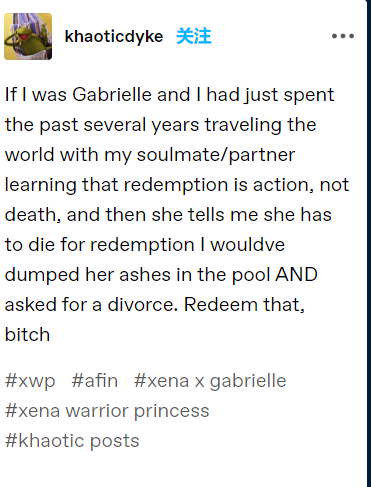 khaoticdyke 关注
If I was Gabrielle and I had just spent
the past several years traveling the
world with my soulmate/partner
learning that redemption is action, not
death, and then she tells me she has
to die for redemption I wouldve
dumped her ashes in the pool AND
asked for a divorce. Redeem that,
bitch
#xwp #afin #xena x gabrielle
#xena warrior princess
#khaotic posts